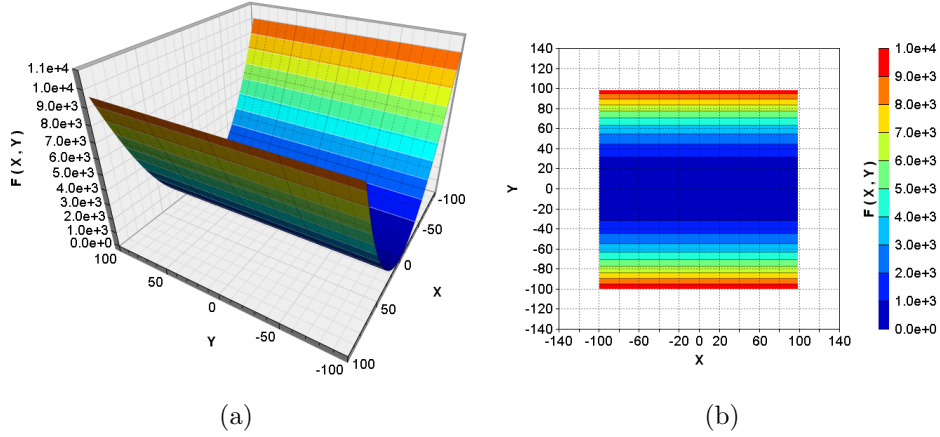 1.1e+4
1.0e+4
9.0e+3
8.0e+3
7.0e+3
6.0e+3
5.0e+3
4.0e+3
3.0e+3
2.0e+3
1.0e+3
0.0e+0
F ( X , Y )
100
50
0
-50
-100
Y
-100
-50
0
50
100
X
(a)
140
120
100
80
60
40
20
0
-20
-40
-60
-80
-100
-120
-140
Y
-140 -100 -60 -20 0 20 60 100 140
X
1.0e+4
9.0e+3
8.0e+3
7.0e+3
6.0e+3
5.0e+3
4.0e+3
3.0e+3
2.0e+3
1.0e+3
0.0e+0
F ( X , Y )
(b)